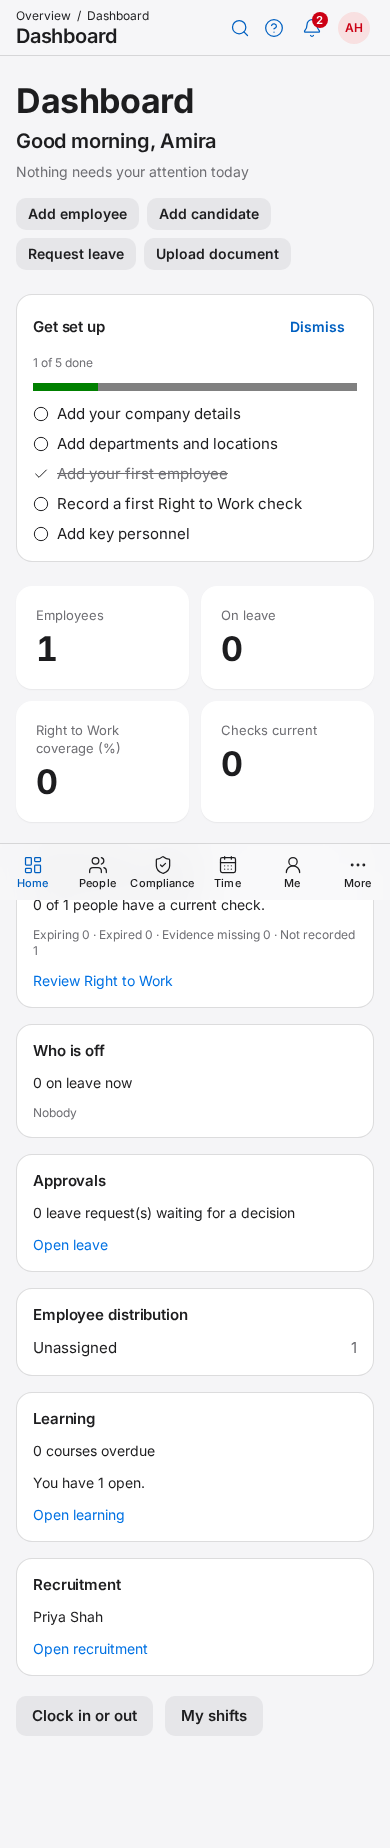 Overview / Dashboard
Dashboard
2
AH
Dashboard
Good morning, Amira
Nothing needs your attention today
Add employee
Add candidate
Request leave
Upload document
Get set up
Dismiss
1 of 5 done
Add your company details
Add departments and locations
Add your first employee
Record a first Right to Work check
Add key personnel
Employees
1
On leave
0
Right to Work
coverage (%)
0
Checks current
0
Home
People
Compliance
Time
Me
More
0 of 1 people have a current check.
Expiring 0 · Expired 0 · Evidence missing 0 · Not recorded
1
Review Right to Work
Who is off
0 on leave now
Nobody
Approvals
0 leave request(s) waiting for a decision
Open leave
Employee distribution
Unassigned 1
Learning
0 courses overdue
You have 1 open.
Open learning
Recruitment
Priya Shah
Open recruitment
Clock in or out
My shifts